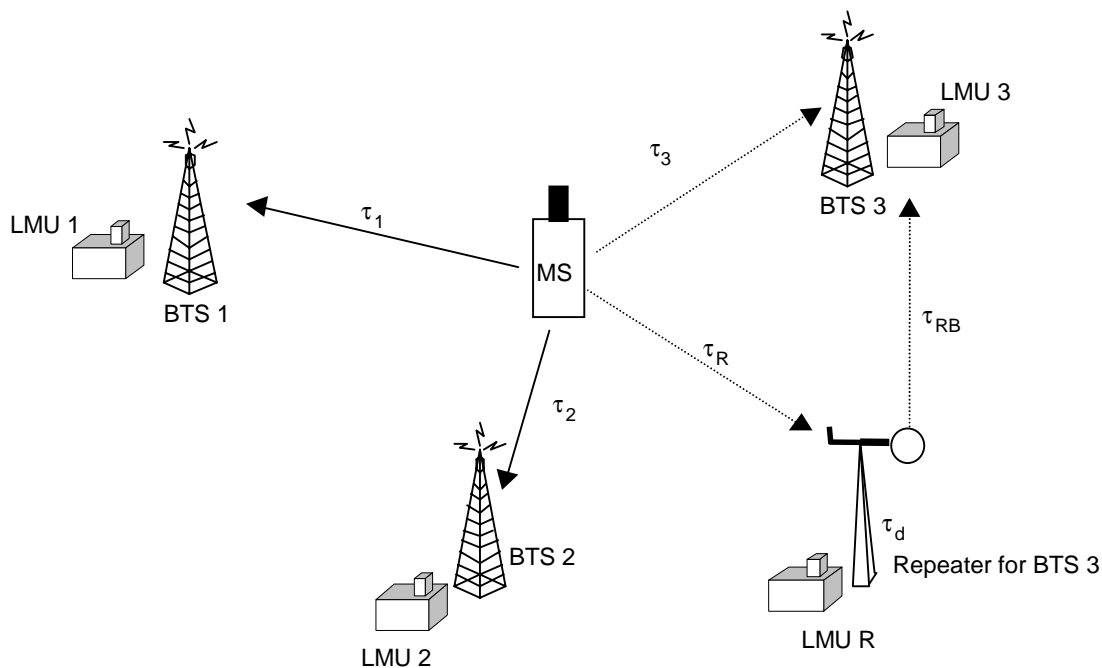 LMU 3
τ3
BTS 3
LMU 1
τ1
MS
BTS 1
τRB
τR
τ2
BTS 2
τd
Repeater for BTS 3
LMU 2
LMU R